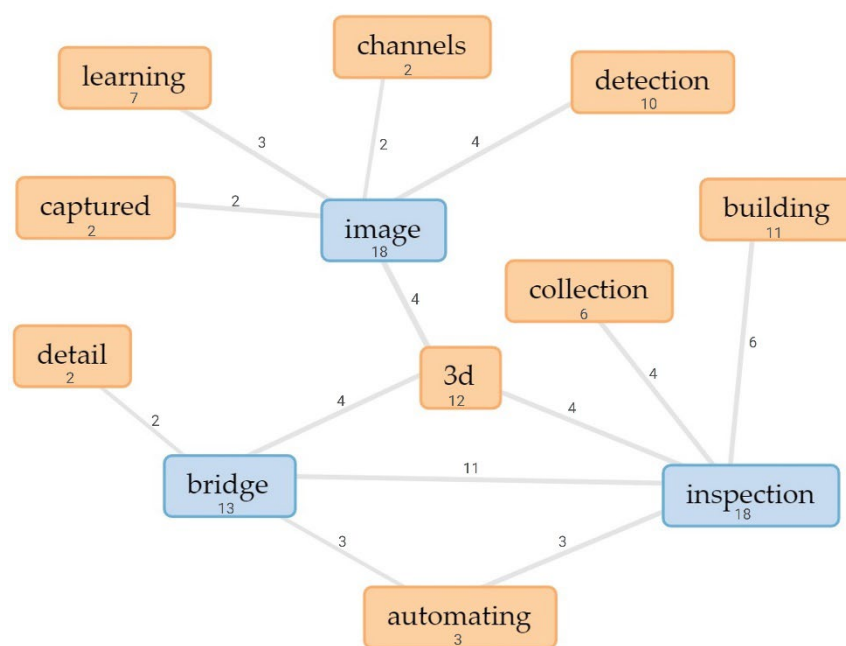 channels
2
learning
7
detection
10
3
2
4
captured
2
2
image
18
building
11
4
collection
6
detail
2
3d
12
6
4
2
4
4
bridge
13
11
inspection
18
3
3
automating
3